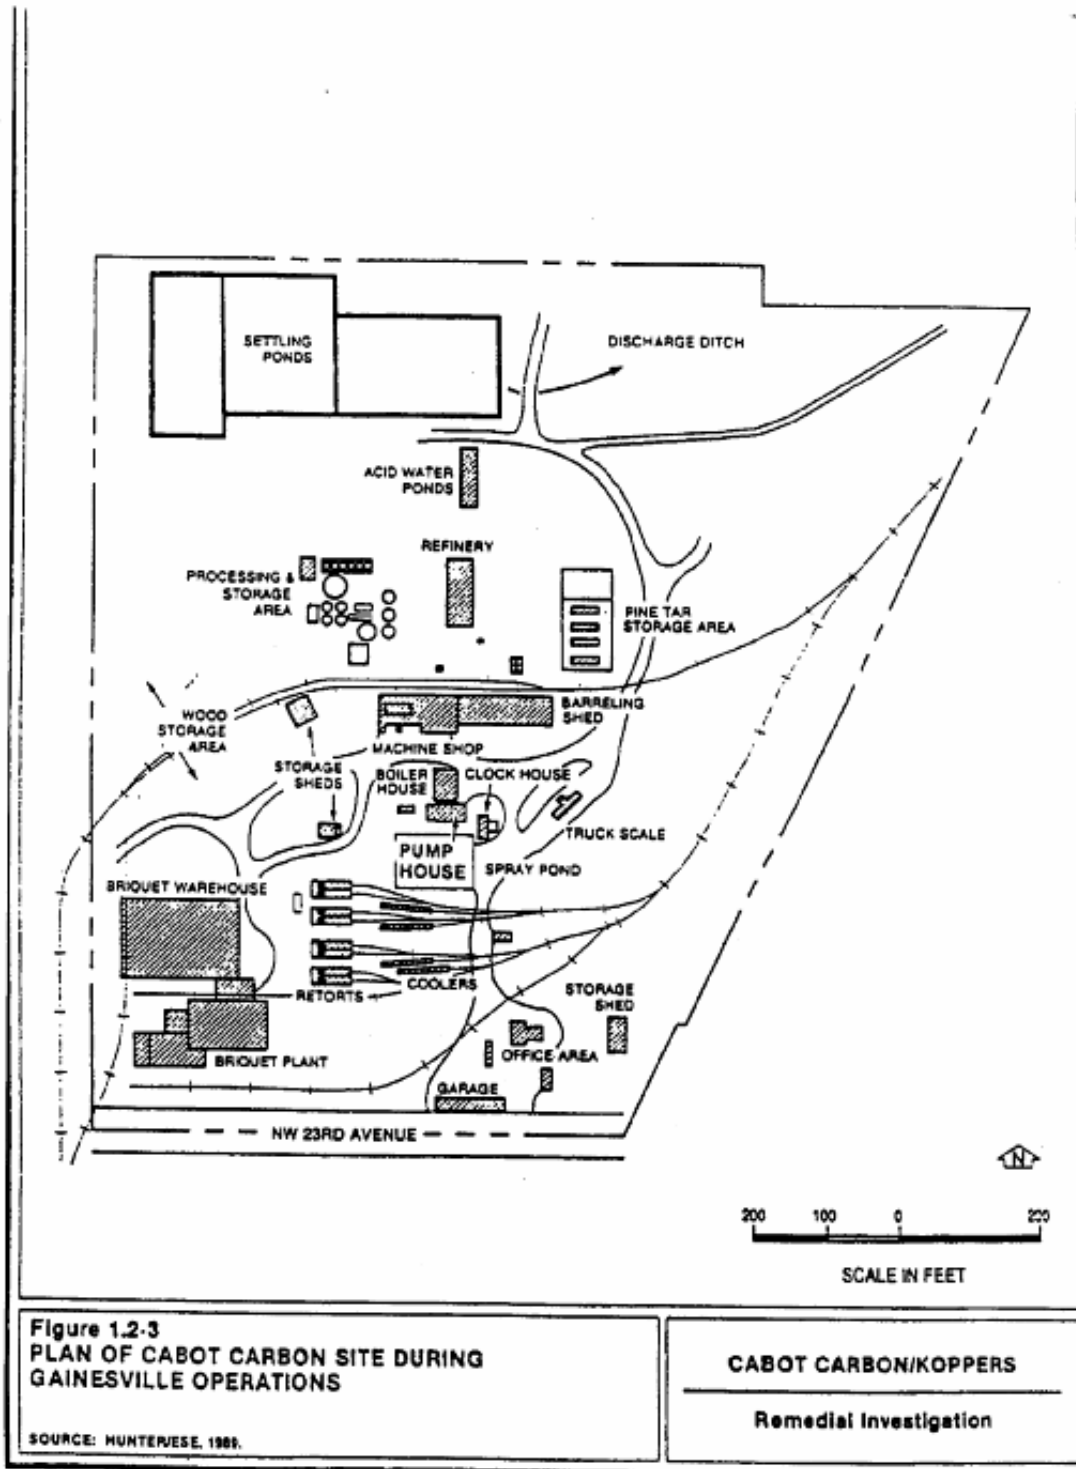 SETTLING
PONDS
DISCHARGE DITCH
ACID WATER
PONDS
REFINERY
PROCESSING &
STORAGE
AREA
PINE TAR
STORAGE AREA
WOOD
STORAGE
AREA
BARRELING
SHED
MACHINE SHOP
STORAGE
SHEDS
BOILER
HOUSE
CLOCK HOUSE
TRUCK SCALE
PUMP
HOUSE
SPRAY POND
BRIQUET WAREHOUSE
RETORTS
COOLERS
STORAGE
SHED
OFFICE AREA
BRIQUET PLANT
GARAGE
NW 23RD AVENUE
N
200 100 0 200
SCALE IN FEET
Figure 1.2-3
PLAN OF CABOT CARBON SITE DURING
GAINESVILLE OPERATIONS
SOURCE: HUNTER/ESE, 1989.
CABOT CARBON/KOPPERS
Remedial Investigation